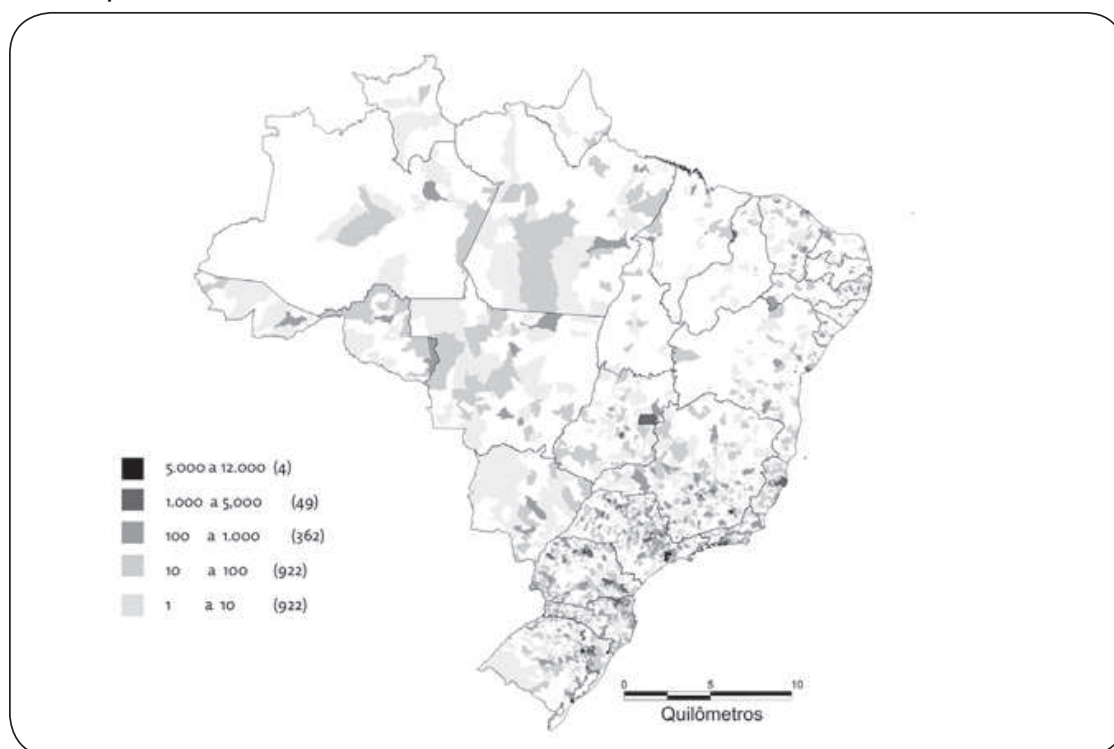 5.000 a 12.000 (4)
1.000 a 5.000 (49)
100 a 1.000 (362)
10 a 100 (922)
1 a 10 (922)
0 5 10
Quilômetros